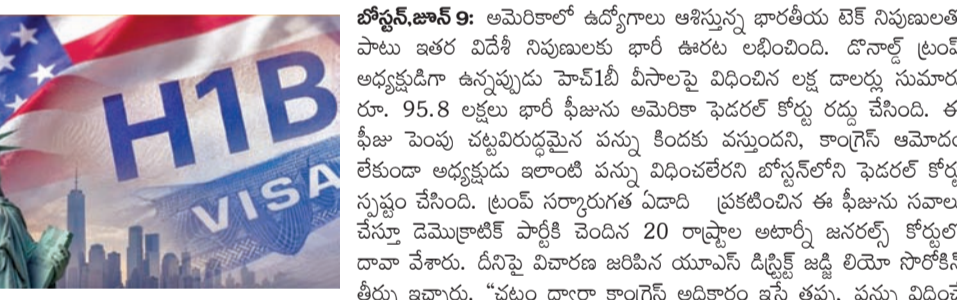 H1B
VISA
బోస్టన్,జూన్ 9: అమెరికాలో ఉద్యోగాలు ఆశిస్తున్న భారతీయ టెక్ నిపుణులతో
పాటు ఇతర విదేశీ నిపుణులకు భారీ ఊరట లభించింది. డొనాల్డ్ ట్రంప్
అధ్యక్షుడిగా ఉన్నప్పుడు హెచ్1బీ వీసాలపై విధించిన లక్ష డాలర్లు సుమారు
రూ. 95.8 లక్షలు భారీ ఫీజును అమెరికా ఫెడరల్ కోర్టు రద్దు చేసింది. ఈ
ఫీజు పెంపు చట్టవిరుద్ధమైన పన్ను కిందకు వస్తుందని, కాంగ్రెస్ ఆమోదం
లేకుండా అధ్యక్షుడు ఇలాంటి పన్ను విధించలేరని బోస్టన్‌లోని ఫెడరల్ కోర్టు
స్పష్టం చేసింది. ట్రంప్ సర్కారుగత ఏడాది ప్రకటించిన ఈ ఫీజును సవాలు
చేస్తూ డెమొక్రాటిక్ పార్టీకి చెందిన 20 రాష్ట్రాల అటార్నీ జనరల్స్ కోర్టులో
దావా వేశారు. దీనిపై విచారణ జరిపిన యూఎస్ డిస్ట్రిక్ట్ జడ్జి లియో సొరోకిన్
తీర్పు ఇచ్చారు. “చట్టం ద్వారా కాంగ్రెస్ అధికారం ఇస్తే తప్ప, పన్ను విధించే